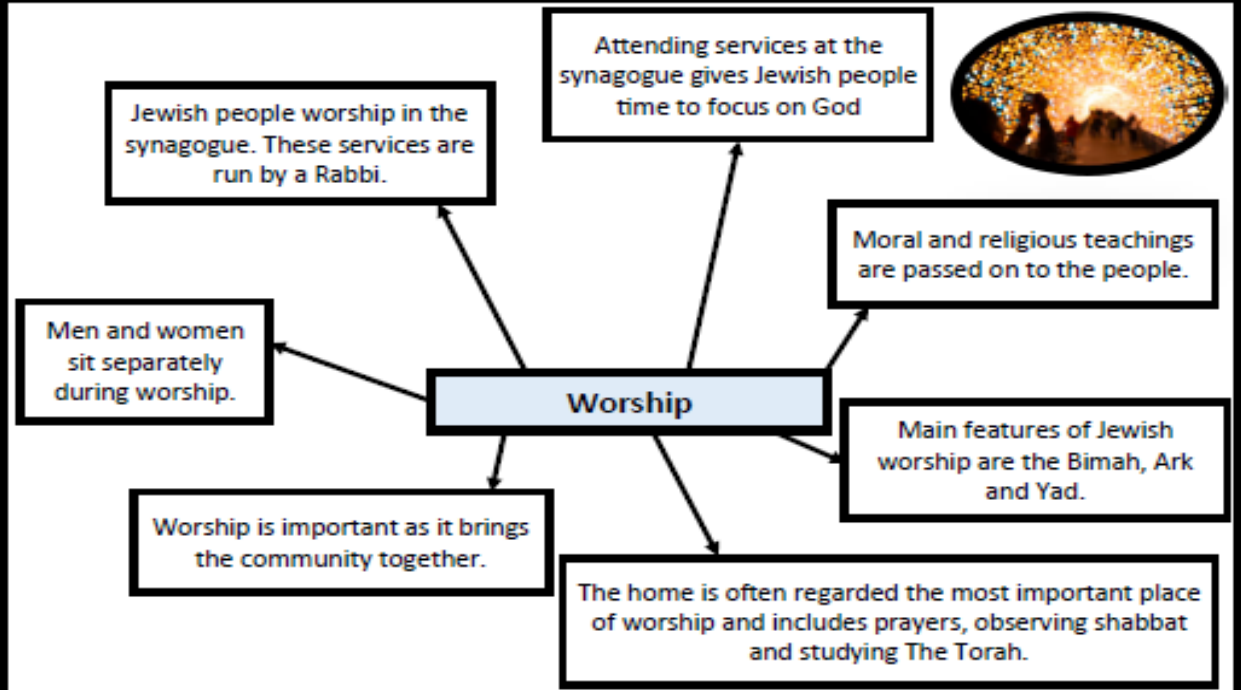 Attending services at the
synagogue gives Jewish people
time to focus on God
Jewish people worship in the
synagogue. These services are
run by a Rabbi.
Moral and religious teachings
are passed on to the people.
Men and women
sit separately
during worship.
Worship
Main features of Jewish
worship are the Bimah, Ark
and Yad.
Worship is important as it brings
the community together.
The home is often regarded the most important place
of worship and includes prayers, observing shabbat
and studying The Torah.